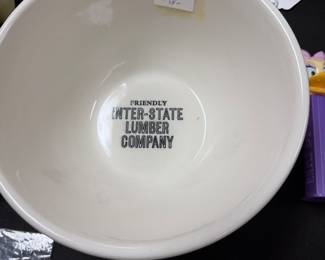 FRIENDLY
INTER-STATE
LUMBER
COMPANY